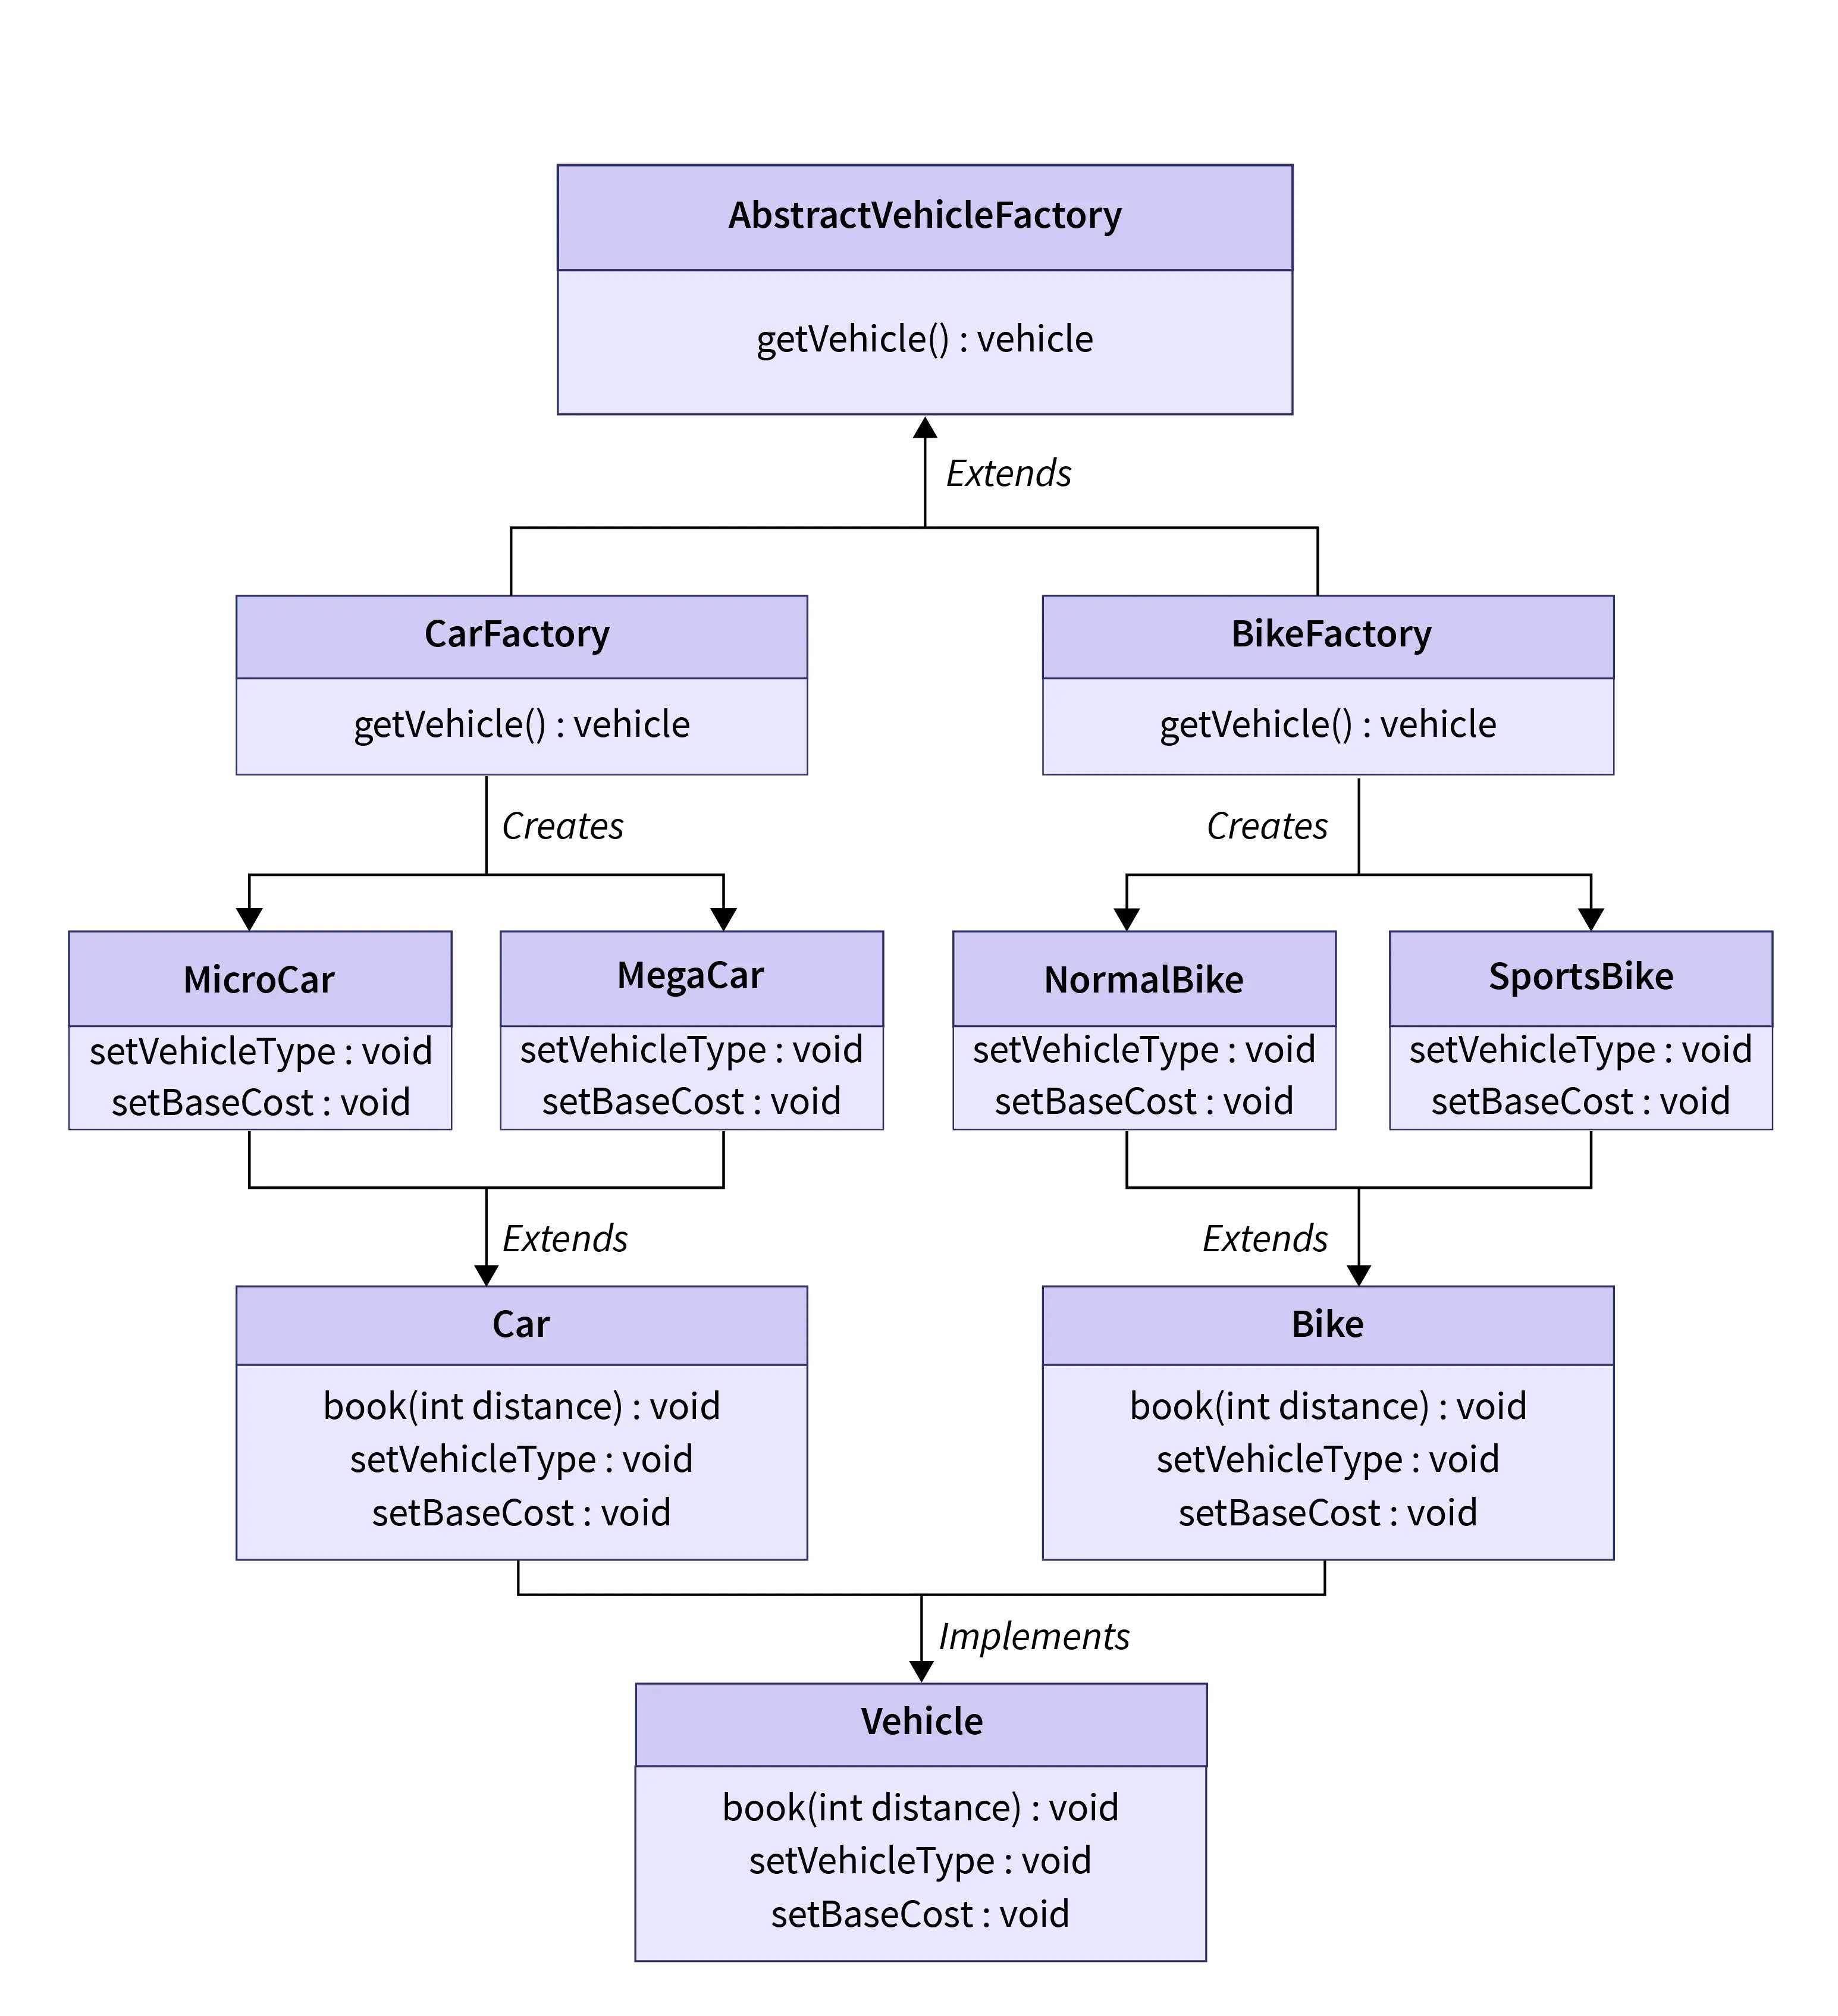 AbstractVehicleFactory
getVehicle() : vehicle
Extends
CarFactory
getVehicle() : vehicle
BikeFactory
getVehicle() : vehicle
Creates
Creates
MicroCar
setVehicleType : void
setBaseCost : void
MegaCar
setVehicleType : void
setBaseCost : void
NormalBike
setVehicleType : void
setBaseCost : void
SportsBike
setVehicleType : void
setBaseCost : void
Extends
Extends
Car
book(int distance) : void
setVehicleType : void
setBaseCost : void
Bike
book(int distance) : void
setVehicleType : void
setBaseCost : void
Implements
Vehicle
book(int distance) : void
setVehicleType : void
setBaseCost : void